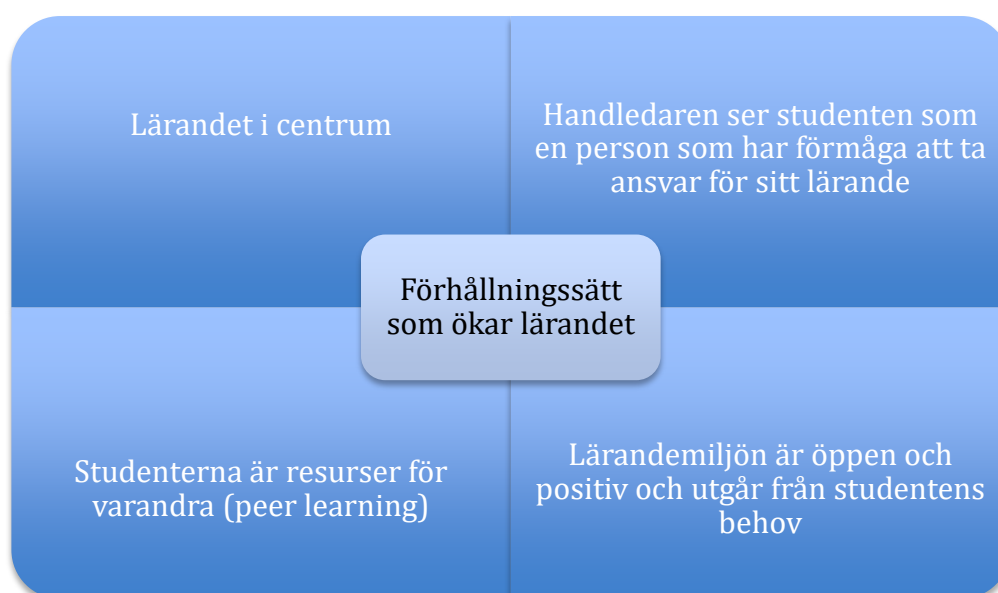 Lärandet i centrum
Handledaren ser studenten som
en person som har förmåga att ta
ansvar för sitt lärande
Förhållningssätt
som ökar lärandet
Studenterna är resurser för
varandra (peer learning)
Lärandemiljön är öppen och
positiv och utgår från studentens
behov